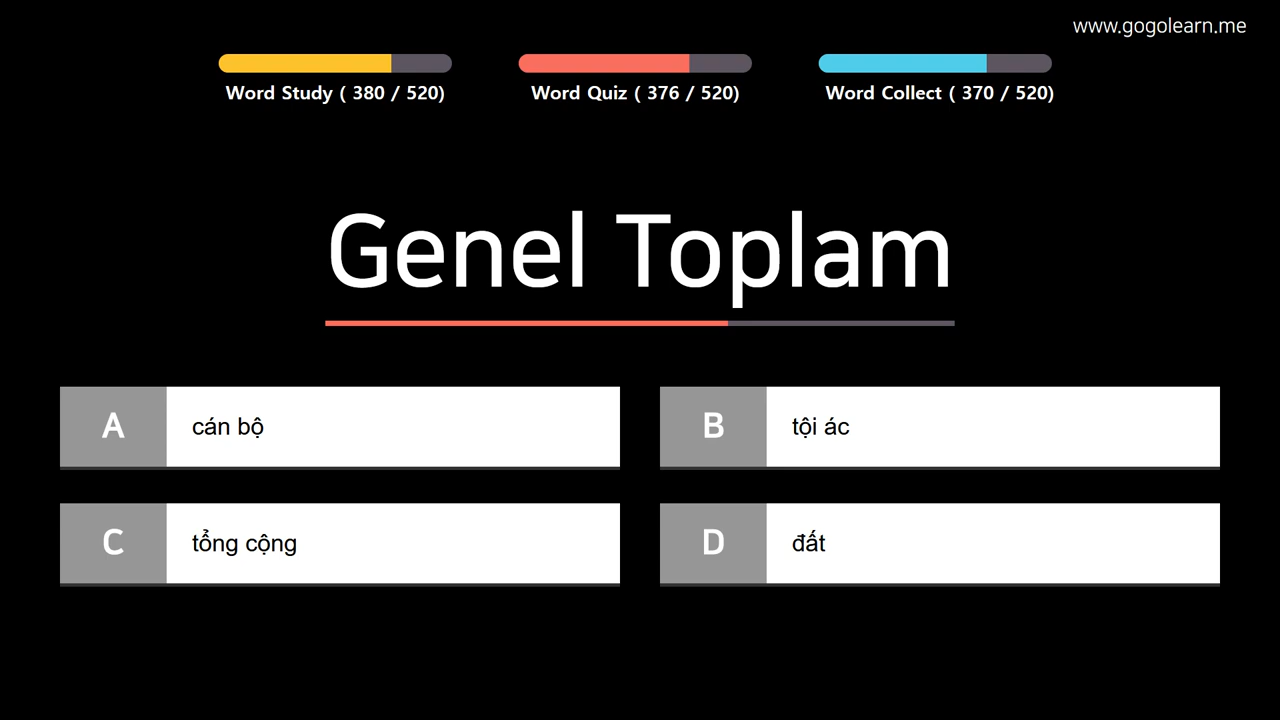 www.gogolearn.me
Word Study ( 380 / 520)
Word Quiz ( 376 / 520)
Word Collect ( 370 / 520)
Genel Toplam
A cán bộ
B tội ác
C tổng cộng
D đất